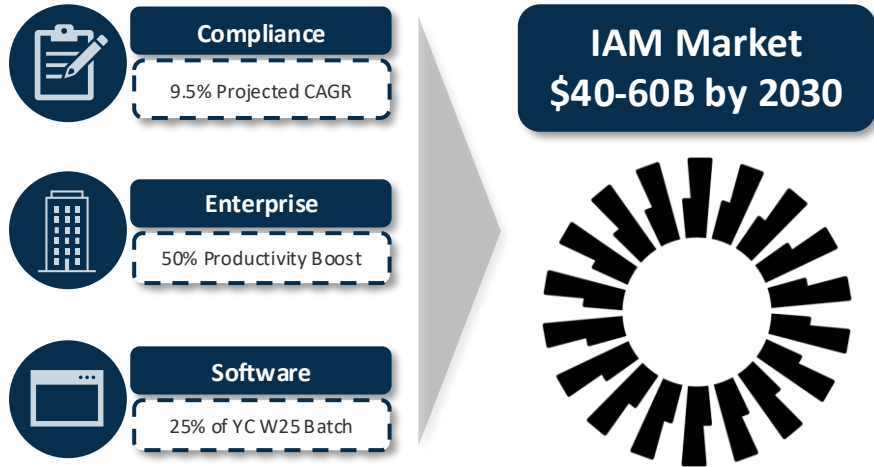 Compliance
9.5% Projected CAGR
Enterprise
50% Productivity Boost
Software
25% of YC W25 Batch
IAM Market
$40-60B by 2030